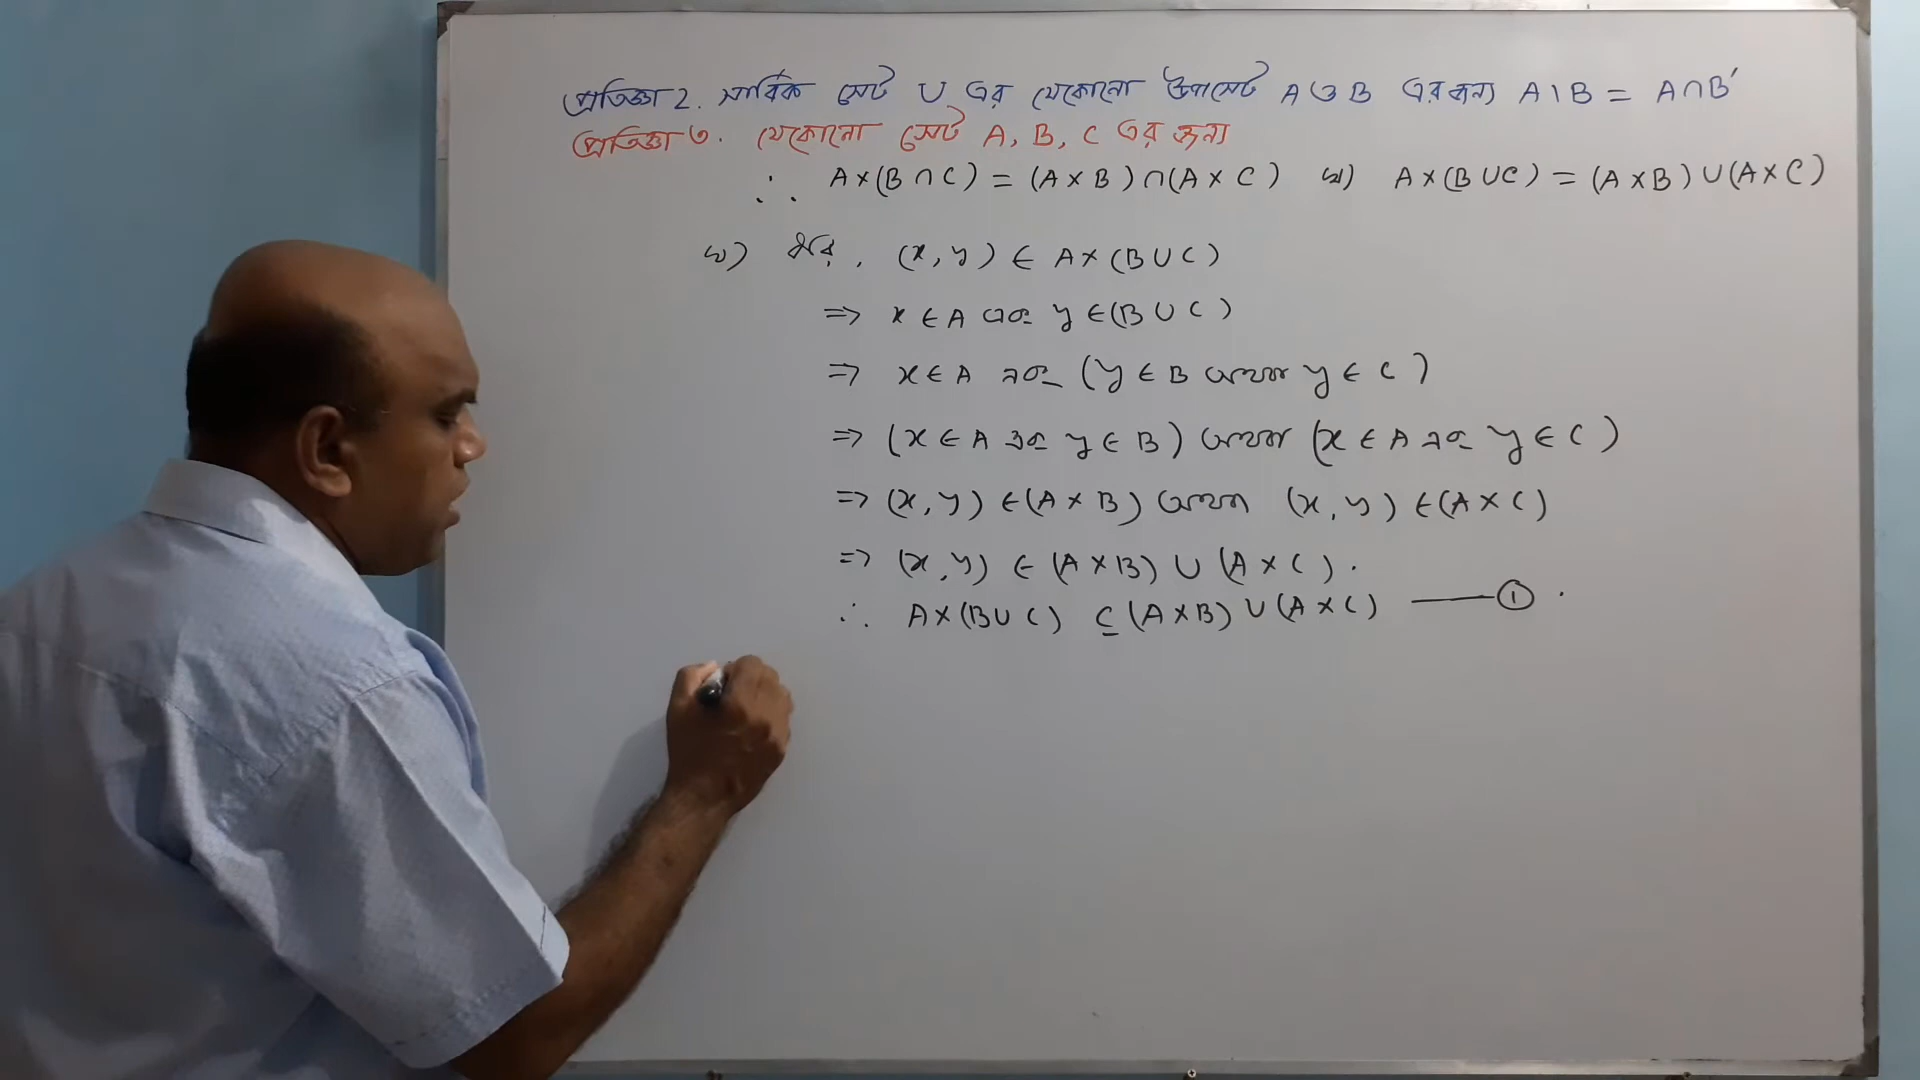 প্রতিজ্ঞা 2. সার্বিক সেট U এর যেকোনো উপসেট A ও B এর জন্য A \ B = A ∩ B′
প্রতিজ্ঞা ৩. যেকোনো সেট A, B, C এর জন্য
∴ A × (B ∩ C) = (A × B) ∩ (A × C) খ) A × (B ∪ C) = (A × B) ∪ (A × C)
খ) ধরি, (x, y) ∈ A × (B ∪ C)
⇒ x ∈ A এবং y ∈ (B ∪ C)
⇒ x ∈ A এবং (y ∈ B অথবা y ∈ C)
⇒ (x ∈ A এবং y ∈ B) অথবা (x ∈ A এবং y ∈ C)
⇒ (x, y) ∈ (A × B) অথবা (x, y) ∈ (A × C)
⇒ (x, y) ∈ (A × B) ∪ (A × C).
∴ A × (B ∪ C) ⊆ (A × B) ∪ (A × C) —— ① .